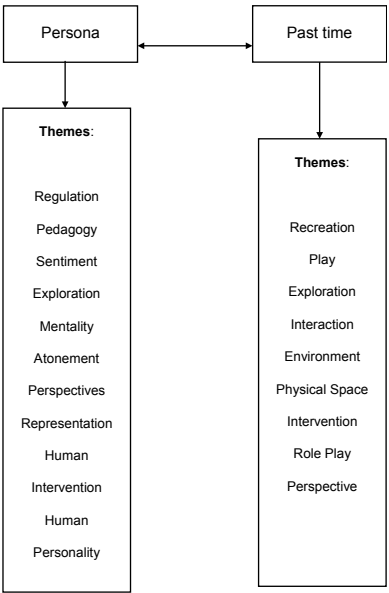 Persona
Past time
Themes:
Regulation
Pedagogy
Sentiment
Exploration
Mentality
Atonement
Perspectives
Representation
Human
Intervention
Human
Personality
Themes:
Recreation
Play
Exploration
Interaction
Environment
Physical Space
Intervention
Role Play
Perspective